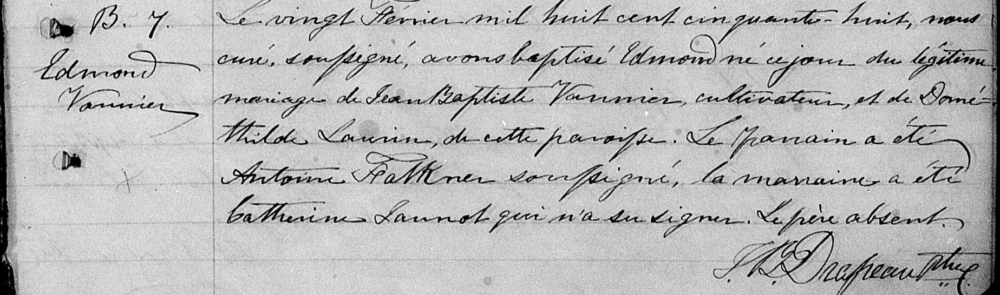 B. 7.
Edmond
Vannier
Le vingt Février mil huit cent cinquante-huit, nous
curé, soussigné, avons baptisé Edmond né ce jour du légitime
mariage de Jean Baptiste Vannier, cultivateur, et de Domé=
thilde Laurin, de cette paroisse. Le parrain a été
Antoine Falkner soussigné, la marraine a été
Catherine Jaunot qui n'a su signer. Le père absent.
J. B. Drapeau Ptre